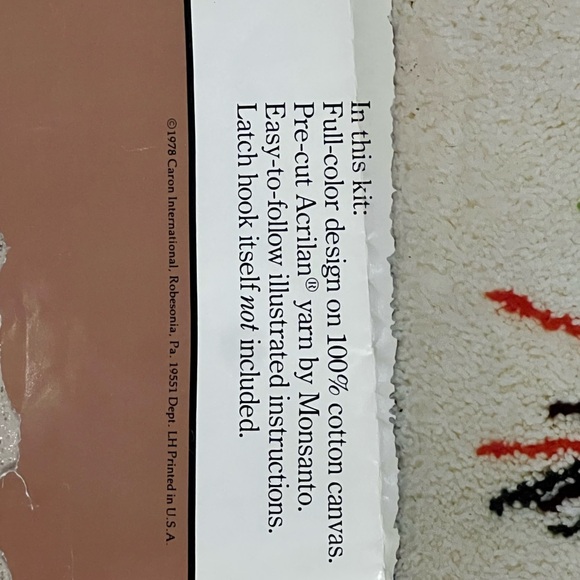 In this kit:
Full-color design on 100% cotton canvas.
Pre-cut Acrilan® yarn by Monsanto.
Easy-to-follow illustrated instructions.
Latch hook itself not included.
©1978 Caron International, Robesonia, Pa. 19551 Dept. LH Printed in U.S.A.